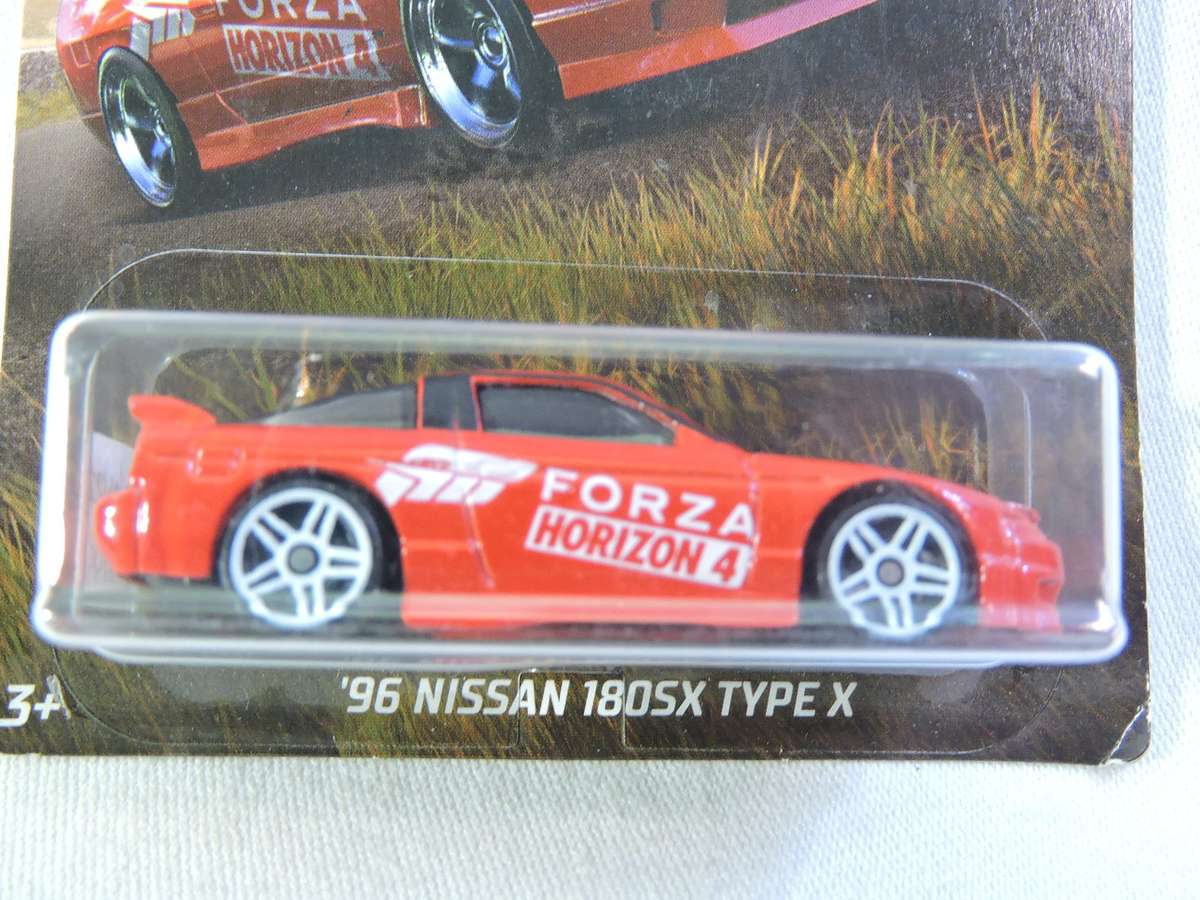 FORZA
HORIZON 4
FORZA
HORIZON 4
3+
'96 NISSAN 180SX TYPE X